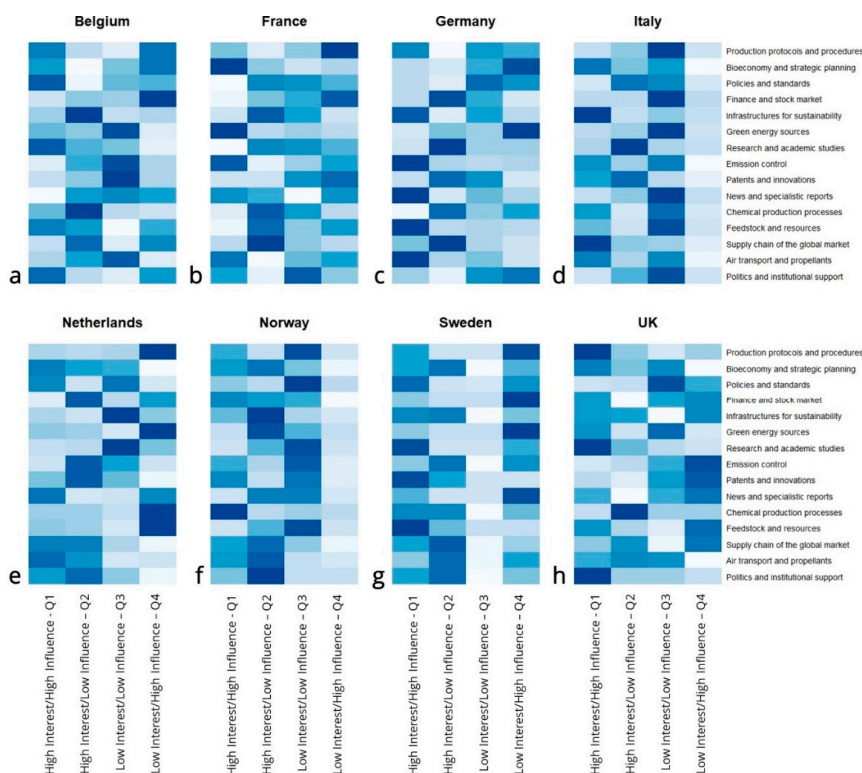 Belgium
France
Germany
Italy
Production protocols and procedures
Bioeconomy and strategic planning
Policies and standards
Finance and stock market
Infrastructures for sustainability
Green energy sources
Research and academic studies
Emission control
Patents and innovations
News and specialistic reports
Chemical production processes
Feedstock and resources
Supply chain of the global market
Air transport and propellants
Politics and institutional support
a
b
c
d
Netherlands
Norway
Sweden
UK
Production protocols and procedures
Bioeconomy and strategic planning
Policies and standards
Finance and stock market
Infrastructures for sustainability
Green energy sources
Research and academic studies
Emission control
Patents and innovations
News and specialistic reports
Chemical production processes
Feedstock and resources
Supply chain of the global market
Air transport and propellants
Politics and institutional support
e
f
g
h
High Interest/High Influence - Q1
High Interest/Low Influence – Q2
Low Interest/Low Influence – Q3
Low Interest/High Influence – Q4
High Interest/High Influence - Q1
High Interest/Low Influence – Q2
Low Interest/Low Influence – Q3
Low Interest/High Influence – Q4
High Interest/High Influence - Q1
High Interest/Low Influence – Q2
Low Interest/Low Influence – Q3
Low Interest/High Influence – Q4
High Interest/High Influence - Q1
High Interest/Low Influence – Q2
Low Interest/Low Influence – Q3
Low Interest/High Influence – Q4